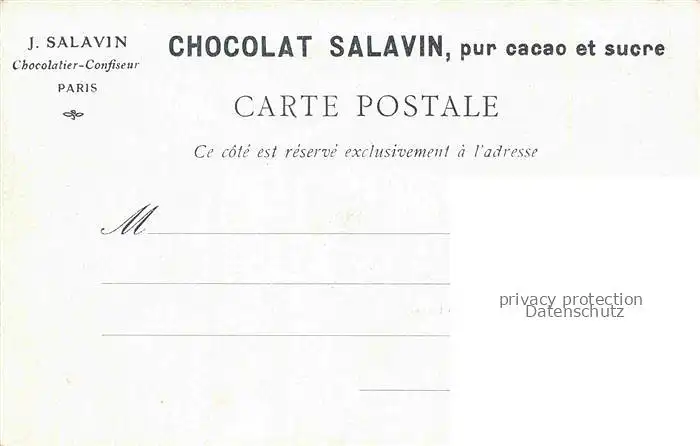 J. SALAVIN
Chocolatier-Confiseur
PARIS
CHOCOLAT SALAVIN, pur cacao et sucre
CARTE POSTALE
Ce côté est réservé exclusivement à l'adresse
M
privacy protection
Datenschutz